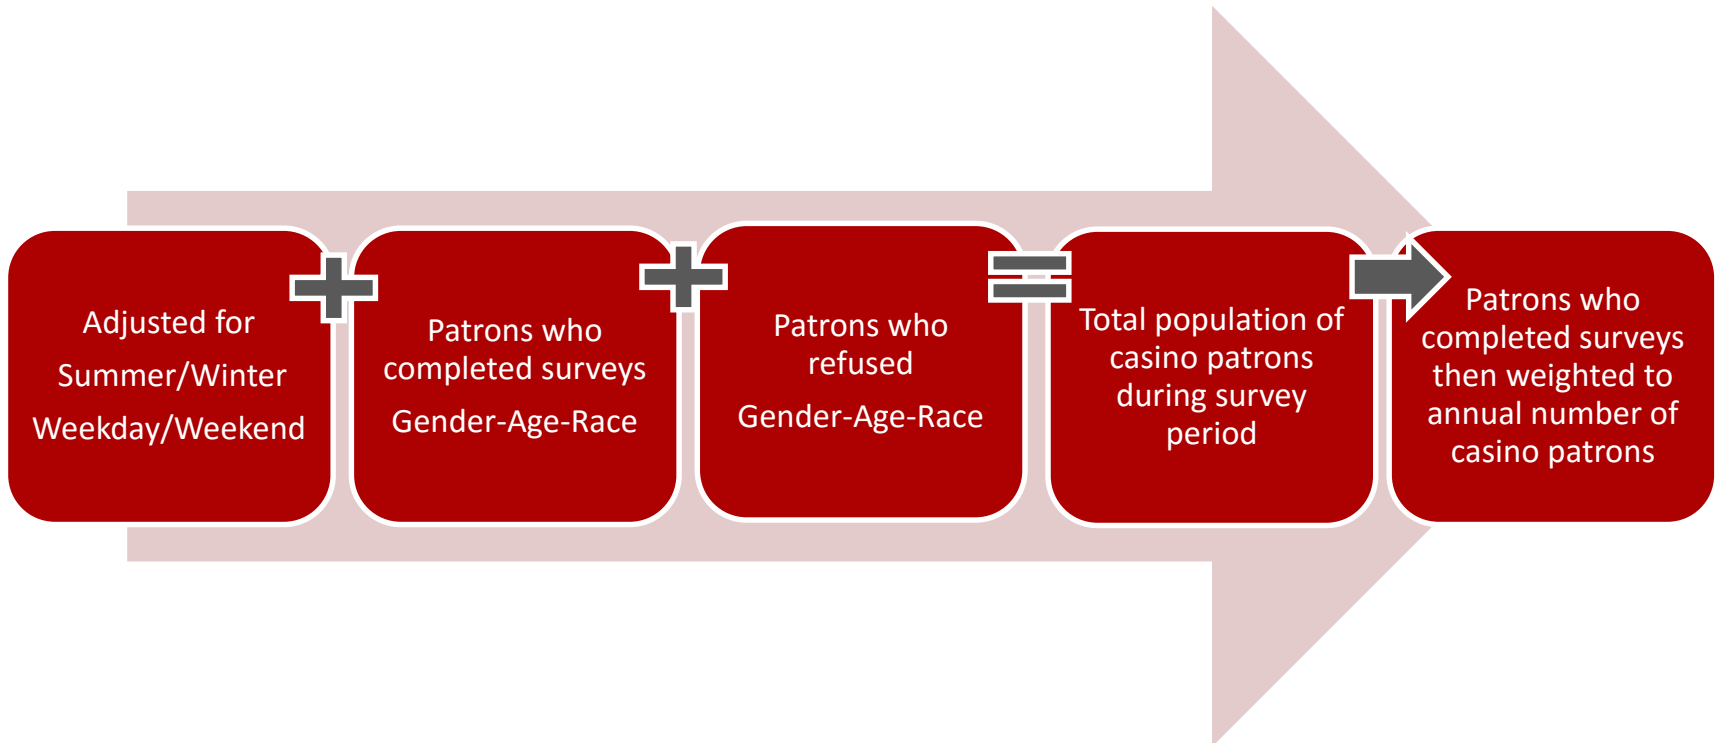 Adjusted for
Summer/Winter
Weekday/Weekend
Patrons who
completed surveys
Gender-Age-Race
Patrons who
refused
Gender-Age-Race
Total population of
casino patrons
during survey
period
Patrons who
completed surveys
then weighted to
annual number of
casino patrons